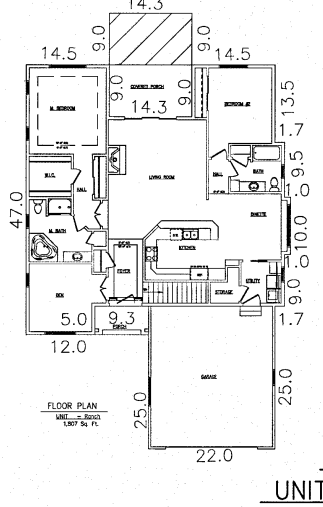 14.3
9.0
9.0
14.5
14.5
9.0
9.0
COVERED PORCH
14.3
M. BEDROOM
BEDROOM #2
13.5
1.7
LIVING ROOM
HALL
BATH
9.5
W.I.C.
HALL
1.0
47.0
M. BATH
DINETTE
10.0
KITCHEN
1.0
FOYER
UTILITY
9.0
DEN
STORAGE
5.0
9.3
PORCH
1.7
12.0
GARAGE
25.0
25.0
FLOOR PLAN
UNIT - Ranch
1,807 Sq. Ft.
22.0
UNIT